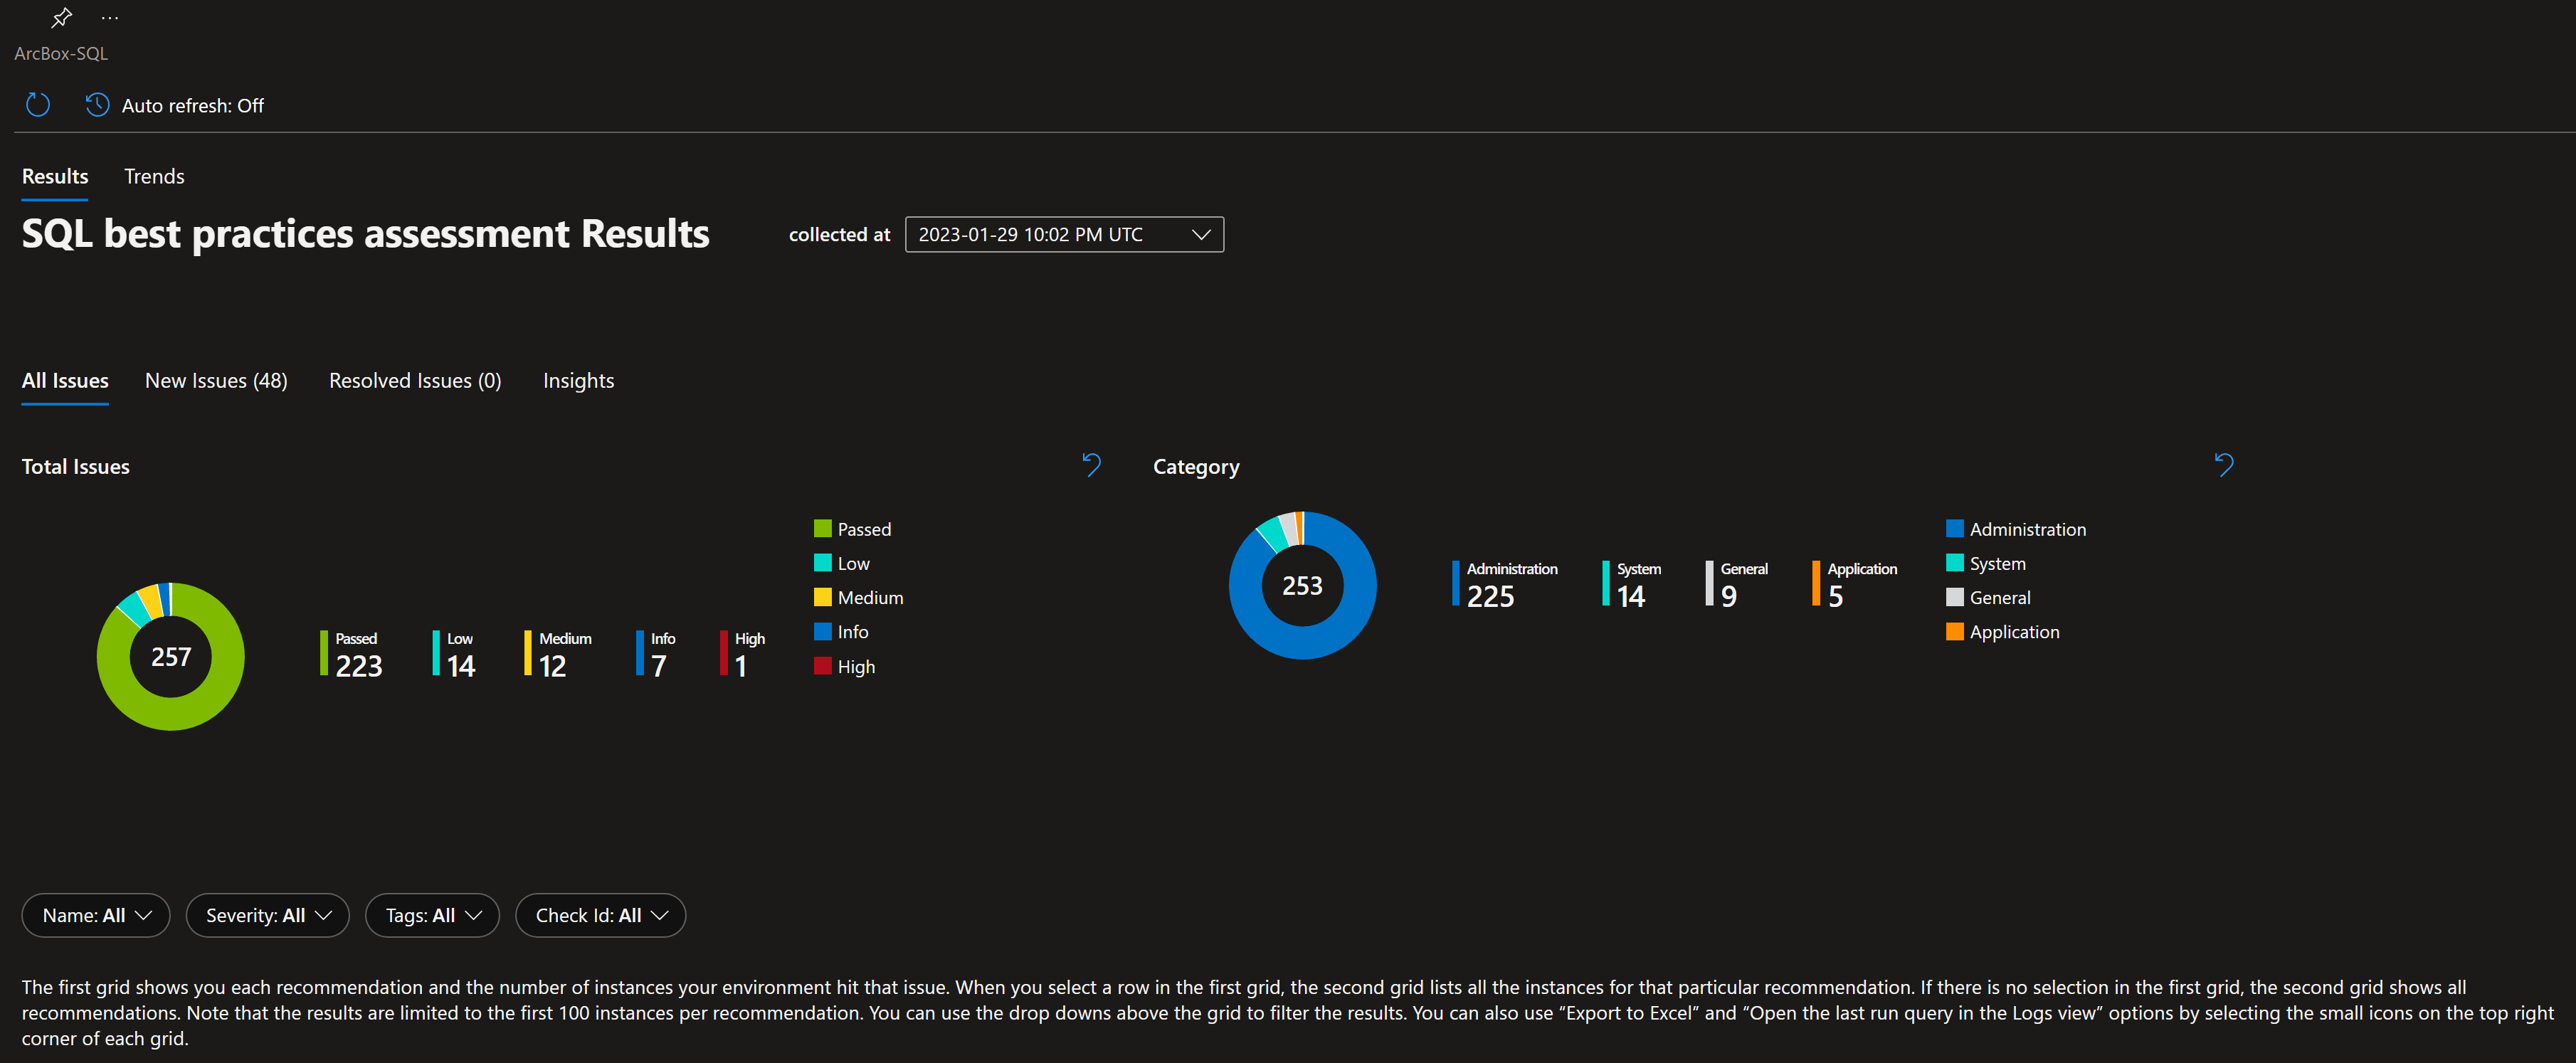 ArcBox-SQL
Auto refresh: Off
Results Trends
SQL best practices assessment Results
collected at 2023-01-29 10:02 PM UTC
All Issues New Issues (48) Resolved Issues (0) Insights
Total Issues
257
Passed 223
Low 14
Medium 12
Info 7
High 1
Passed
Low
Medium
Info
High
Category
253
Administration 225
System 14
General 9
Application 5
Administration
System
General
Application
Name: All Severity: All Tags: All Check Id: All
The first grid shows you each recommendation and the number of instances your environment hit that issue. When you select a row in the first grid, the second grid lists all the instances for that particular recommendation. If there is no selection in the first grid, the second grid shows all
recommendations. Note that the results are limited to the first 100 instances per recommendation. You can use the drop downs above the grid to filter the results. You can also use “Export to Excel” and “Open the last run query in the Logs view” options by selecting the small icons on the top right
corner of each grid.